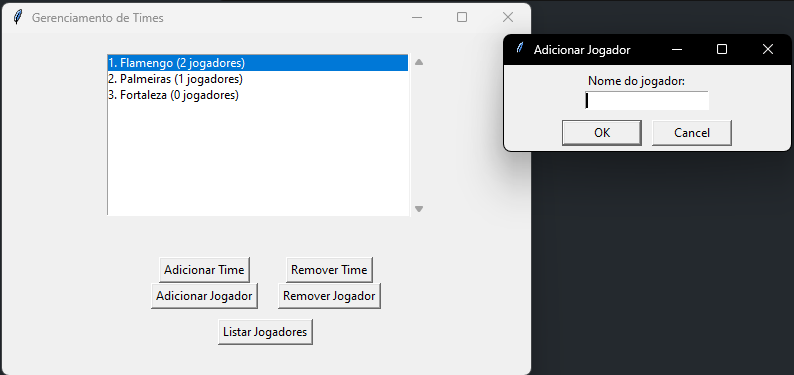 Gerenciamento de Times
1. Flamengo (2 jogadores)
2. Palmeiras (1 jogadores)
3. Fortaleza (0 jogadores)
Adicionar Time
Remover Time
Adicionar Jogador
Remover Jogador
Listar Jogadores
Adicionar Jogador
Nome do jogador:
OK
Cancel